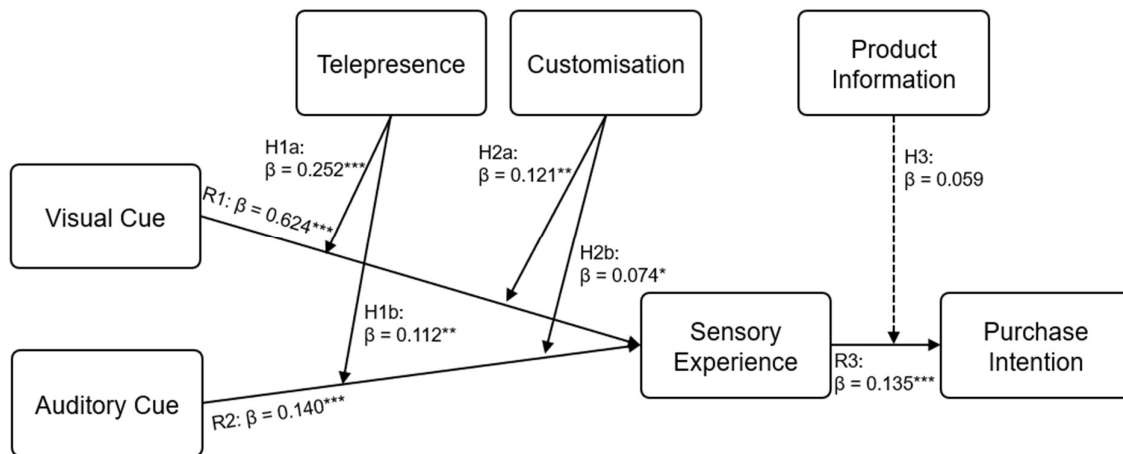 Telepresence
Customisation
Product
Information
H1a:
β = 0.252***
H2a:
β = 0.121**
H3:
β = 0.059
Visual Cue
R1: β = 0.624***
H2b:
β = 0.074*
H1b:
β = 0.112**
Sensory
Experience
Purchase
Intention
R3:
β = 0.135***
Auditory Cue
R2: β = 0.140***